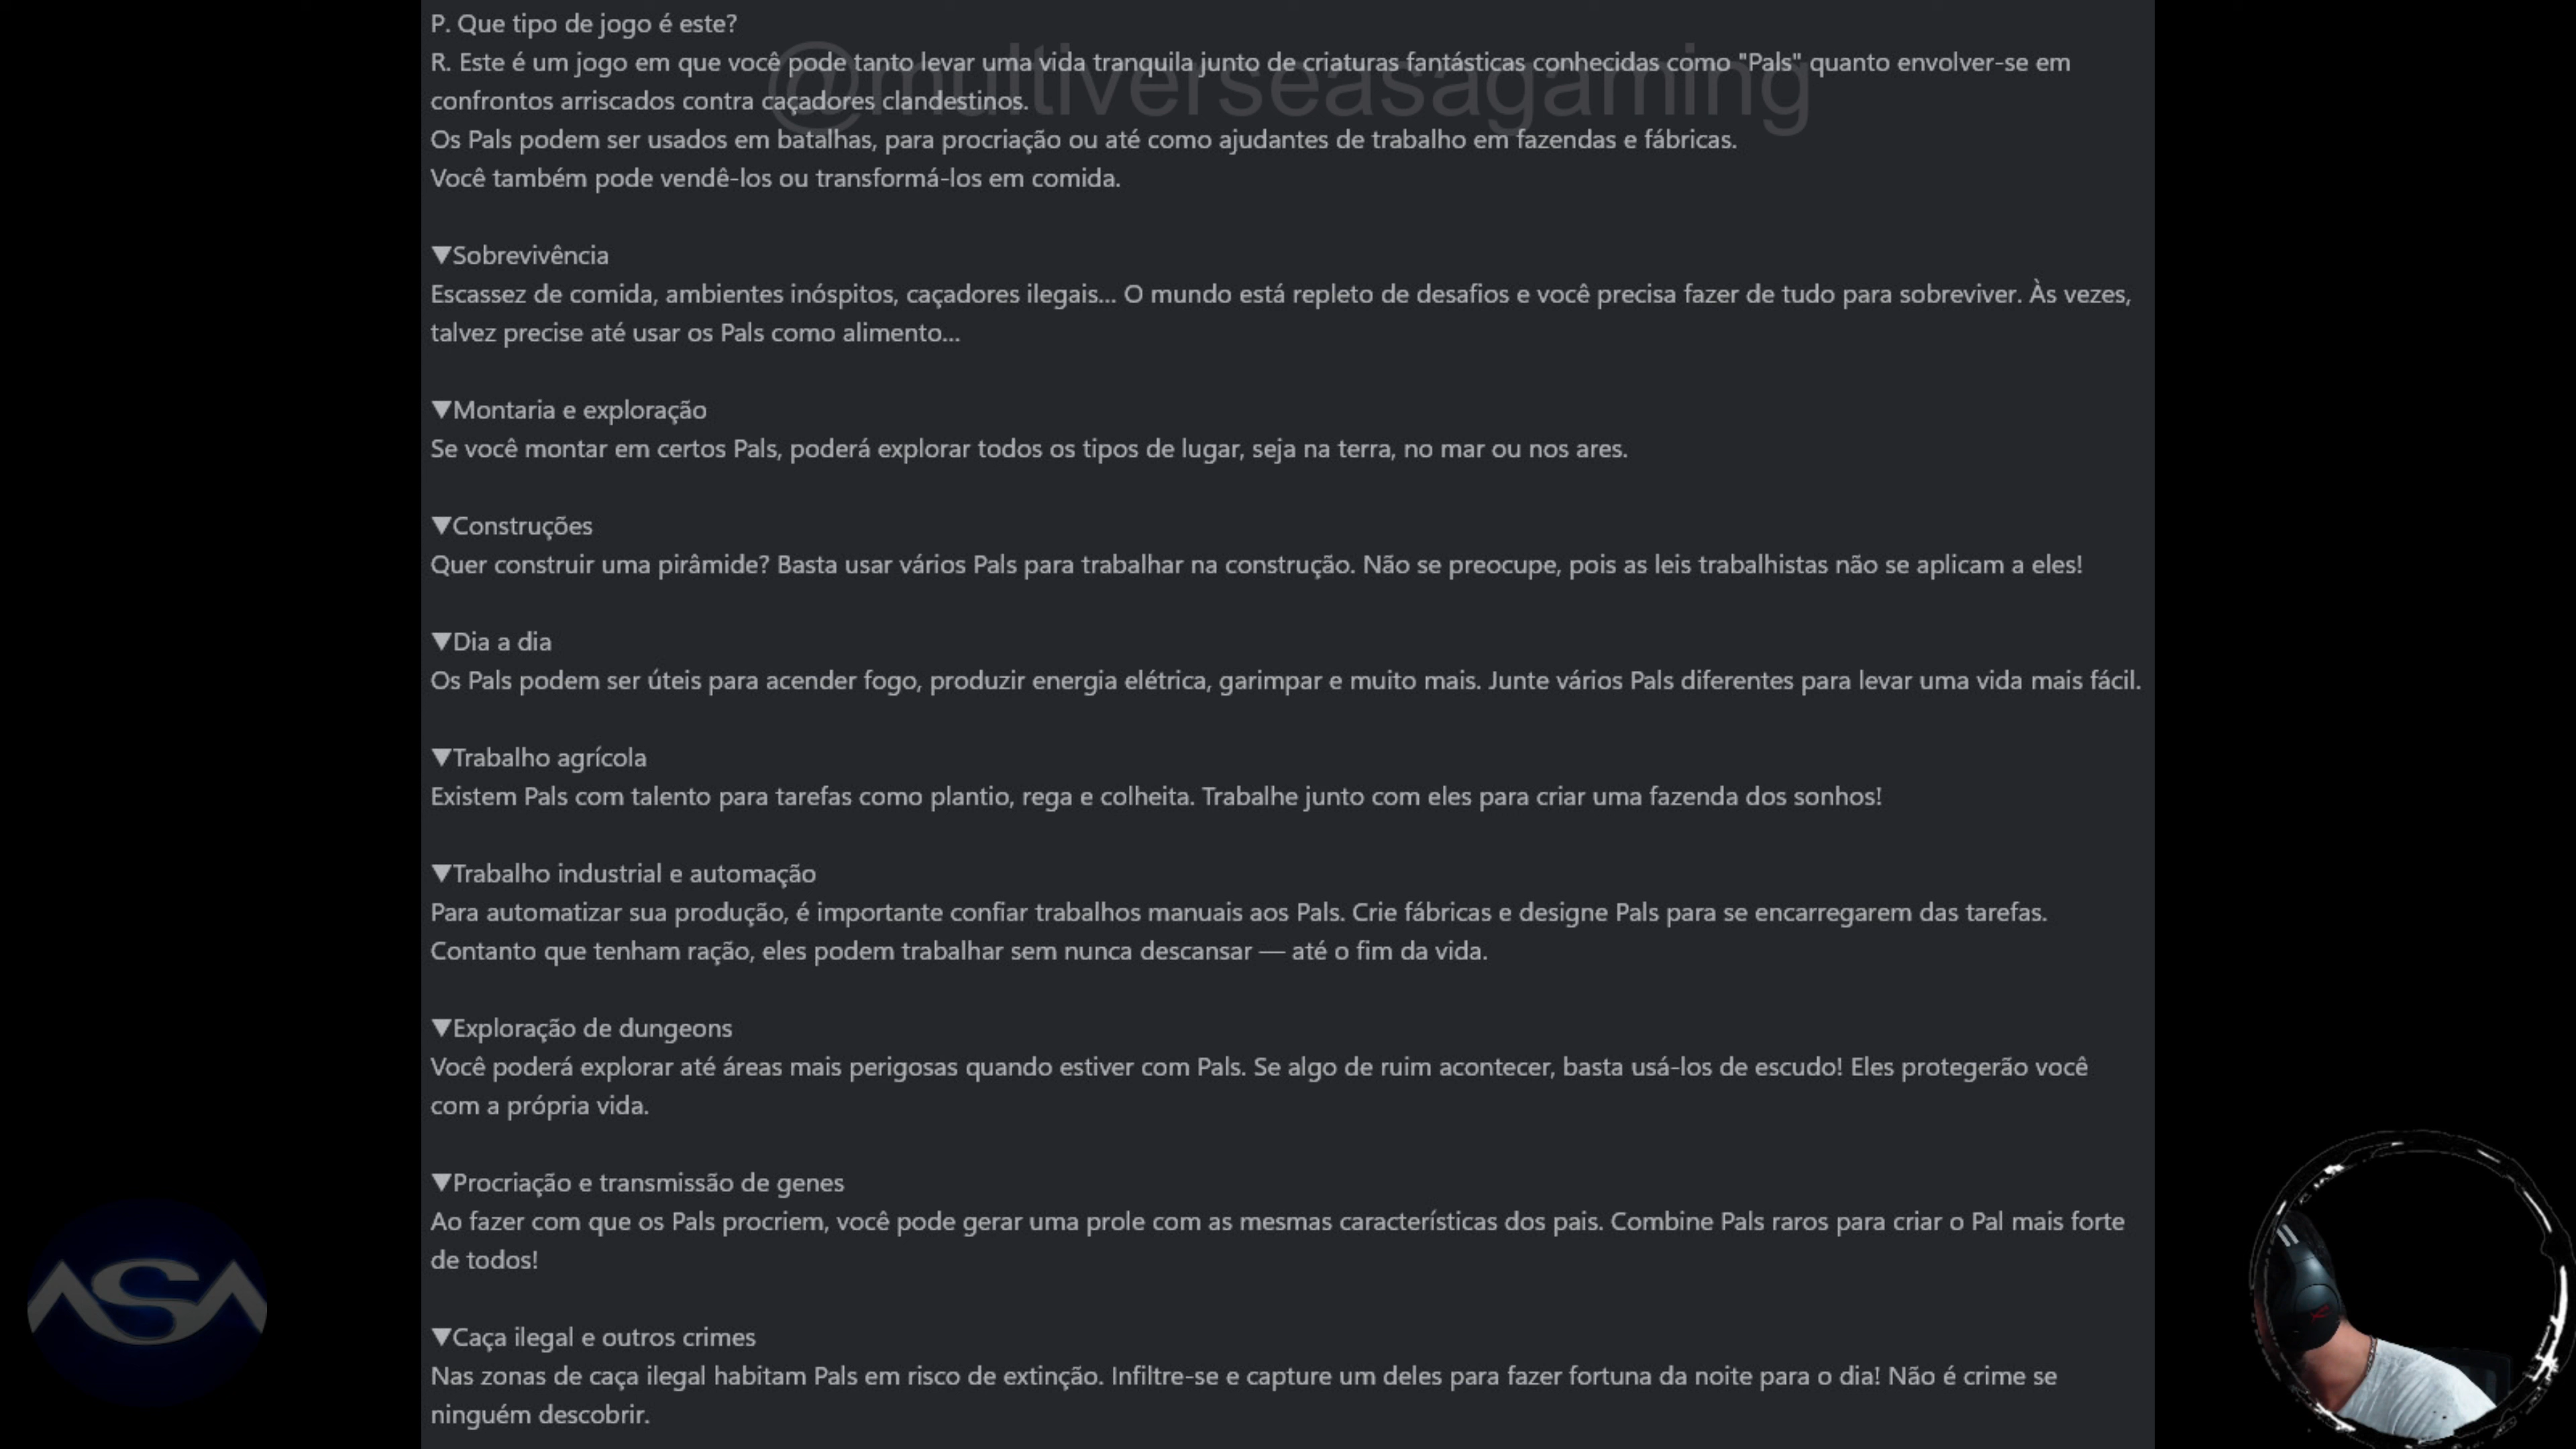 P. Que tipo de jogo é este?
@multiverseasagaming
R. Este é um jogo em que você pode tanto levar uma vida tranquila junto de criaturas fantásticas conhecidas como "Pals" quanto envolver-se em
confrontos arriscados contra caçadores clandestinos.
Os Pals podem ser usados em batalhas, para procriação ou até como ajudantes de trabalho em fazendas e fábricas.
Você também pode vendê-los ou transformá-los em comida.
▼Sobrevivência
Escassez de comida, ambientes inóspitos, caçadores ilegais... O mundo está repleto de desafios e você precisa fazer de tudo para sobreviver. Às vezes,
talvez precise até usar os Pals como alimento...
▼Montaria e exploração
Se você montar em certos Pals, poderá explorar todos os tipos de lugar, seja na terra, no mar ou nos ares.
▼Construções
Quer construir uma pirâmide? Basta usar vários Pals para trabalhar na construção. Não se preocupe, pois as leis trabalhistas não se aplicam a eles!
▼Dia a dia
Os Pals podem ser úteis para acender fogo, produzir energia elétrica, garimpar e muito mais. Junte vários Pals diferentes para levar uma vida mais fácil.
▼Trabalho agrícola
Existem Pals com talento para tarefas como plantio, rega e colheita. Trabalhe junto com eles para criar uma fazenda dos sonhos!
▼Trabalho industrial e automação
Para automatizar sua produção, é importante confiar trabalhos manuais aos Pals. Crie fábricas e designe Pals para se encarregarem das tarefas.
Contanto que tenham ração, eles podem trabalhar sem nunca descansar — até o fim da vida.
▼Exploração de dungeons
Você poderá explorar até áreas mais perigosas quando estiver com Pals. Se algo de ruim acontecer, basta usá-los de escudo! Eles protegerão você
com a própria vida.
▼Procriação e transmissão de genes
Ao fazer com que os Pals procriem, você pode gerar uma prole com as mesmas características dos pais. Combine Pals raros para criar o Pal mais forte
de todos!
▼Caça ilegal e outros crimes
Nas zonas de caça ilegal habitam Pals em risco de extinção. Infiltre-se e capture um deles para fazer fortuna da noite para o dia! Não é crime se
ninguém descobrir.
ASA